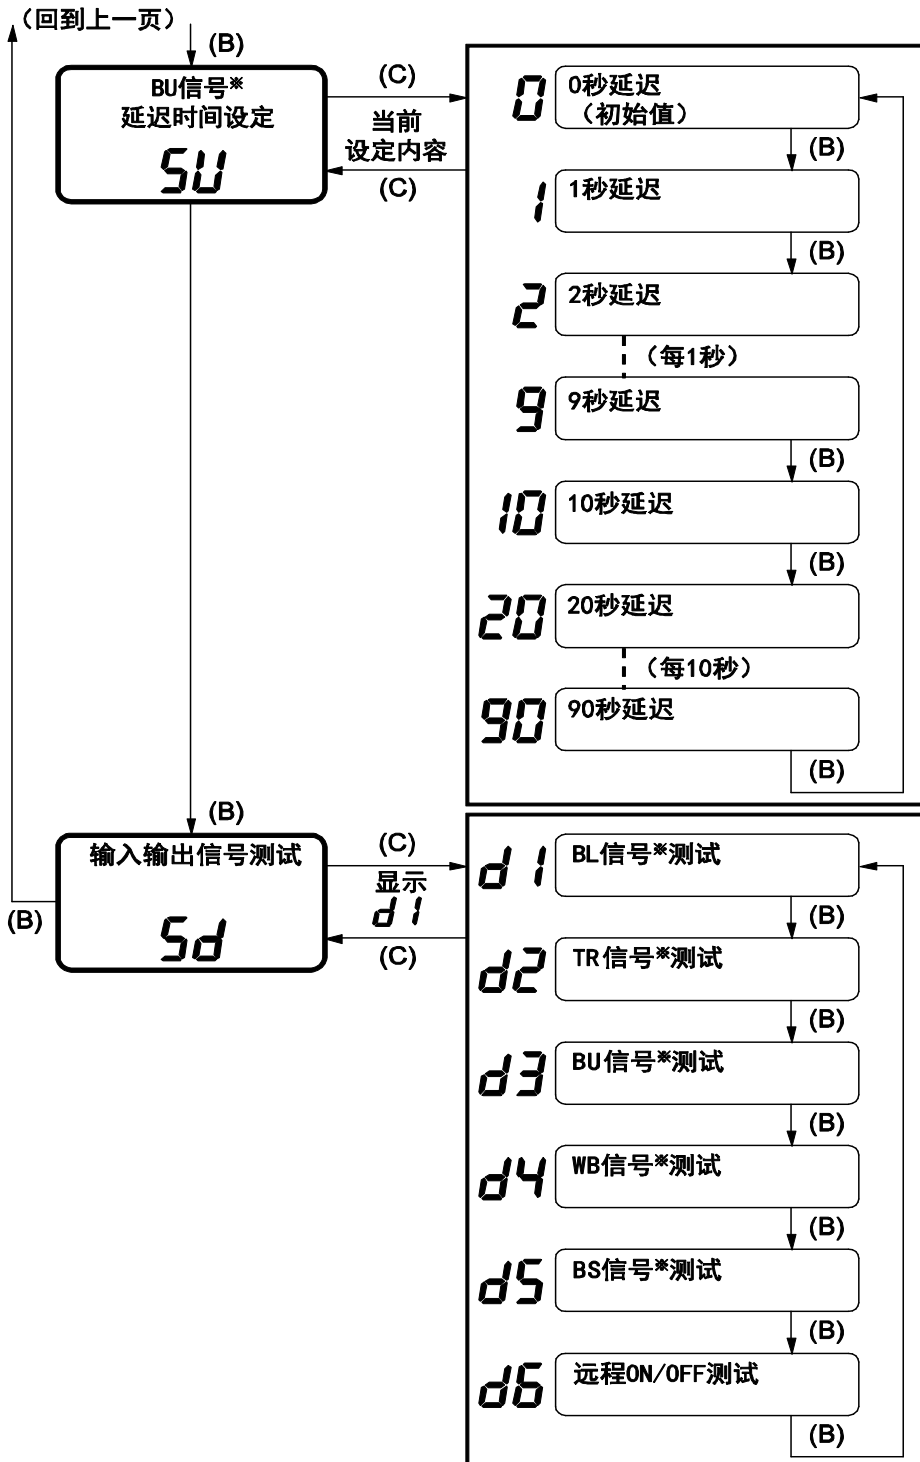 （回到上一页）
(B)
BU信号※
延迟时间设定
SU
(C)
当前
设定内容
(C)
0 0秒延迟
（初始值）
(B)
1 1秒延迟
(B)
2 2秒延迟
（每1秒）
9 9秒延迟
(B)
10 10秒延迟
(B)
20 20秒延迟
（每10秒）
90 90秒延迟
(B)
(B)
输入输出信号测试
Sd
(B)
(C)
显示
d1
(C)
d1 BL信号※测试
(B)
d2 TR信号※测试
(B)
d3 BU信号※测试
(B)
d4 WB信号※测试
(B)
d5 BS信号※测试
(B)
d6 远程ON/OFF测试
(B)